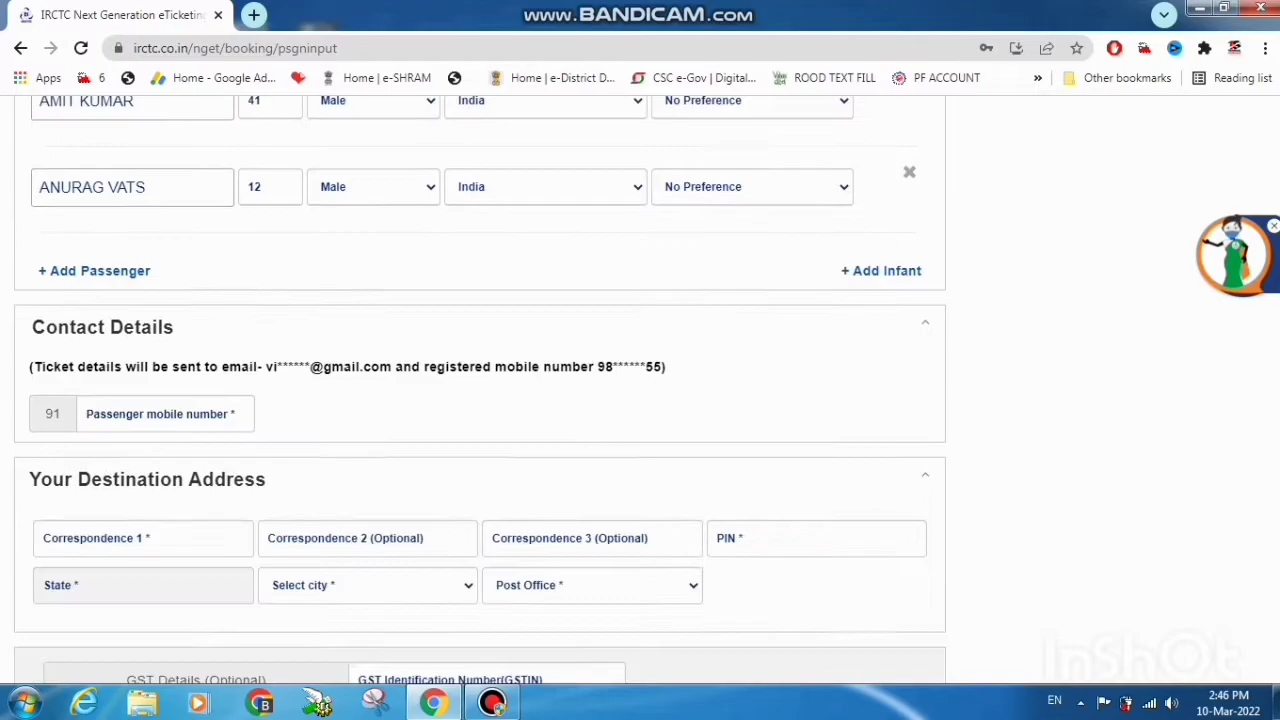 www.BANDICAM.com
IRCTC Next Generation eTicketing
irctc.co.in/nget/booking/psgninput
Apps 6 Home - Google Ad... Home | e-SHRAM Home | e-District D... CSC e-Gov | Digital... ROOD TEXT FILL PF ACCOUNT » Other bookmarks Reading list
AMIT KUMAR 41 Male India No Preference
ANURAG VATS 12 Male India No Preference
+ Add Passenger + Add Infant
Contact Details
(Ticket details will be sent to email- vi******@gmail.com and registered mobile number 98******55)
91 Passenger mobile number *
Your Destination Address
Correspondence 1 * Correspondence 2 (Optional) Correspondence 3 (Optional) PIN *
State * Select city * Post Office *
InShOt
GST Details (Optional) GST Identification Number(GSTIN)
EN 2:46 PM
10-Mar-2022